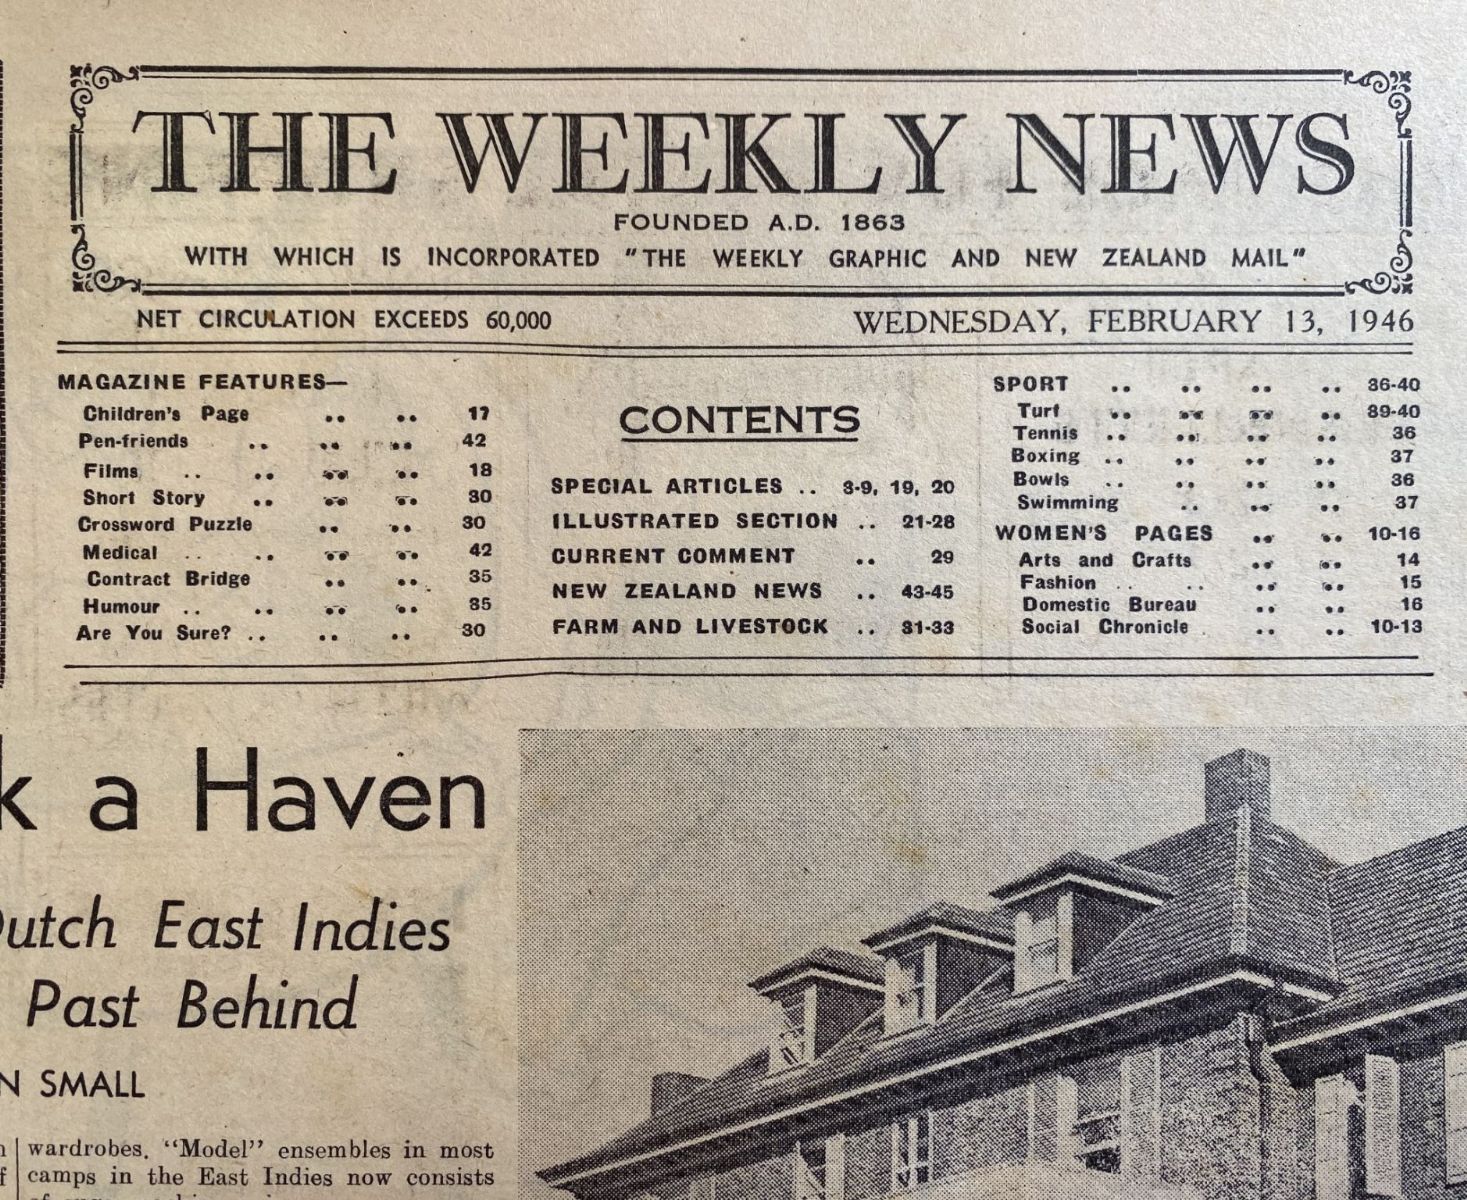 THE WEEKLY NEWS
FOUNDED A.D. 1863
WITH WHICH IS INCORPORATED "THE WEEKLY GRAPHIC AND NEW ZEALAND MAIL"
NET CIRCULATION EXCEEDS 60,000
WEDNESDAY, FEBRUARY 13, 1946
MAGAZINE FEATURES—
Children's Page .. .. 17
Pen-friends .. .. .. 42
Films .. .. .. .. 18
Short Story .. .. .. 30
Crossword Puzzle .. .. 30
Medical .. .. .. .. 42
Contract Bridge .. .. 35
Humour .. .. .. .. 35
Are You Sure? .. .. .. 30
CONTENTS
SPECIAL ARTICLES .. 3-9, 19, 20
ILLUSTRATED SECTION .. 21-28
CURRENT COMMENT .. 29
NEW ZEALAND NEWS .. 43-45
FARM AND LIVESTOCK .. 31-33
SPORT .. .. .. .. 36-40
Turf .. .. .. .. 39-40
Tennis .. .. .. .. 36
Boxing .. .. .. .. 37
Bowls .. .. .. .. 36
Swimming .. .. .. 37
WOMEN'S PAGES .. .. 10-16
Arts and Crafts .. .. 14
Fashion .. .. .. .. 15
Domestic Bureau .. .. 16
Social Chronicle .. .. 10-13
k a Haven
Dutch East Indies
Past Behind
N SMALL
wardrobes. "Model" ensembles in most
camps in the East Indies now consists